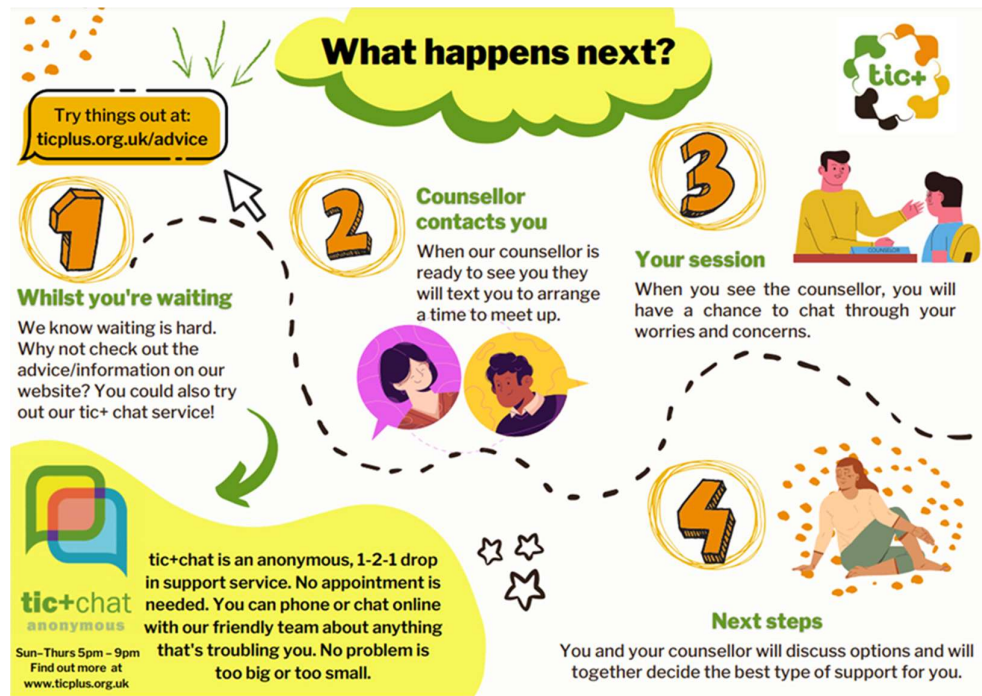 What happens next?
tic+
Try things out at:
ticplus.org.uk/advice
1
Whilst you're waiting
We know waiting is hard.
Why not check out the
advice/information on our
website? You could also try
out our tic+ chat service!
2
Counsellor
contacts you
When our counsellor is
ready to see you they
will text you to arrange
a time to meet up.
3
COUNSELOR
Your session
When you see the counsellor, you will
have a chance to chat through your
worries and concerns.
4
Next steps
You and your counsellor will discuss options and will
together decide the best type of support for you.
tic+chat
anonymous
Sun–Thurs 5pm – 9pm
Find out more at
www.ticplus.org.uk
tic+chat is an anonymous, 1-2-1 drop
in support service. No appointment is
needed. You can phone or chat online
with our friendly team about anything
that's troubling you. No problem is
too big or too small.